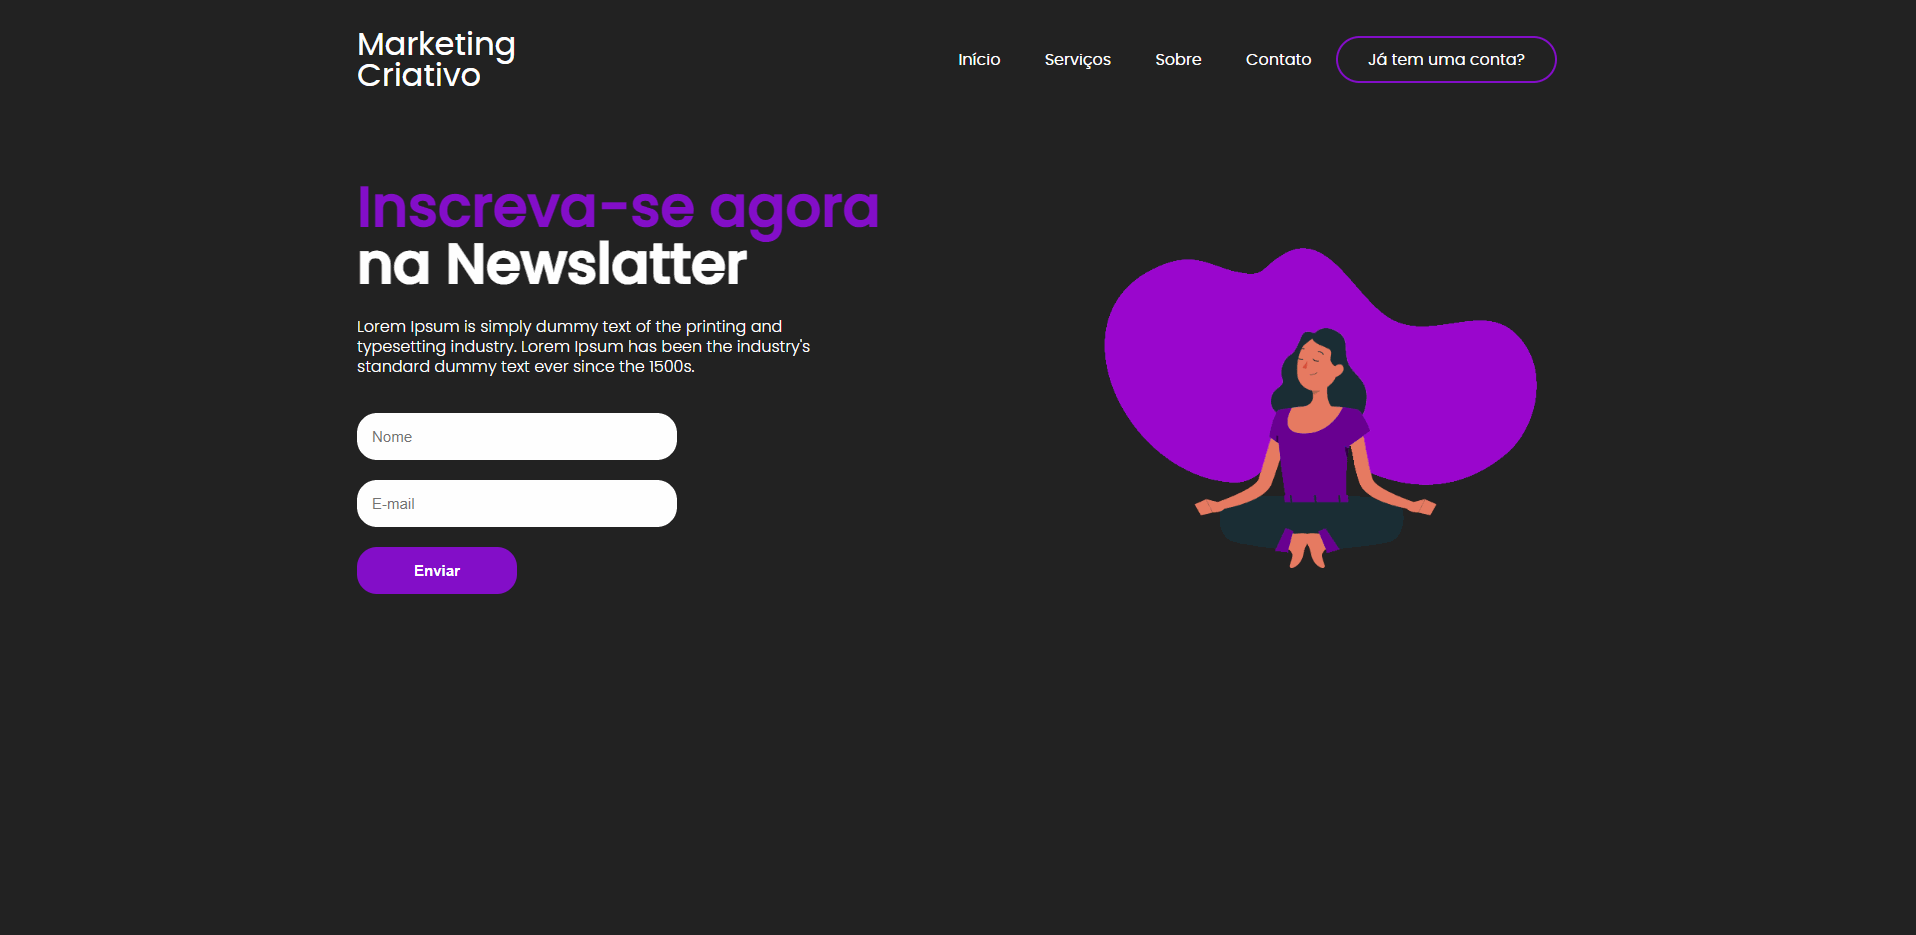 Marketing
Criativo
Início Serviços Sobre Contato Já tem uma conta?
Inscreva-se agora
na Newslatter
Lorem Ipsum is simply dummy text of the printing and
typesetting industry. Lorem Ipsum has been the industry's
standard dummy text ever since the 1500s.
Nome
E-mail
Enviar